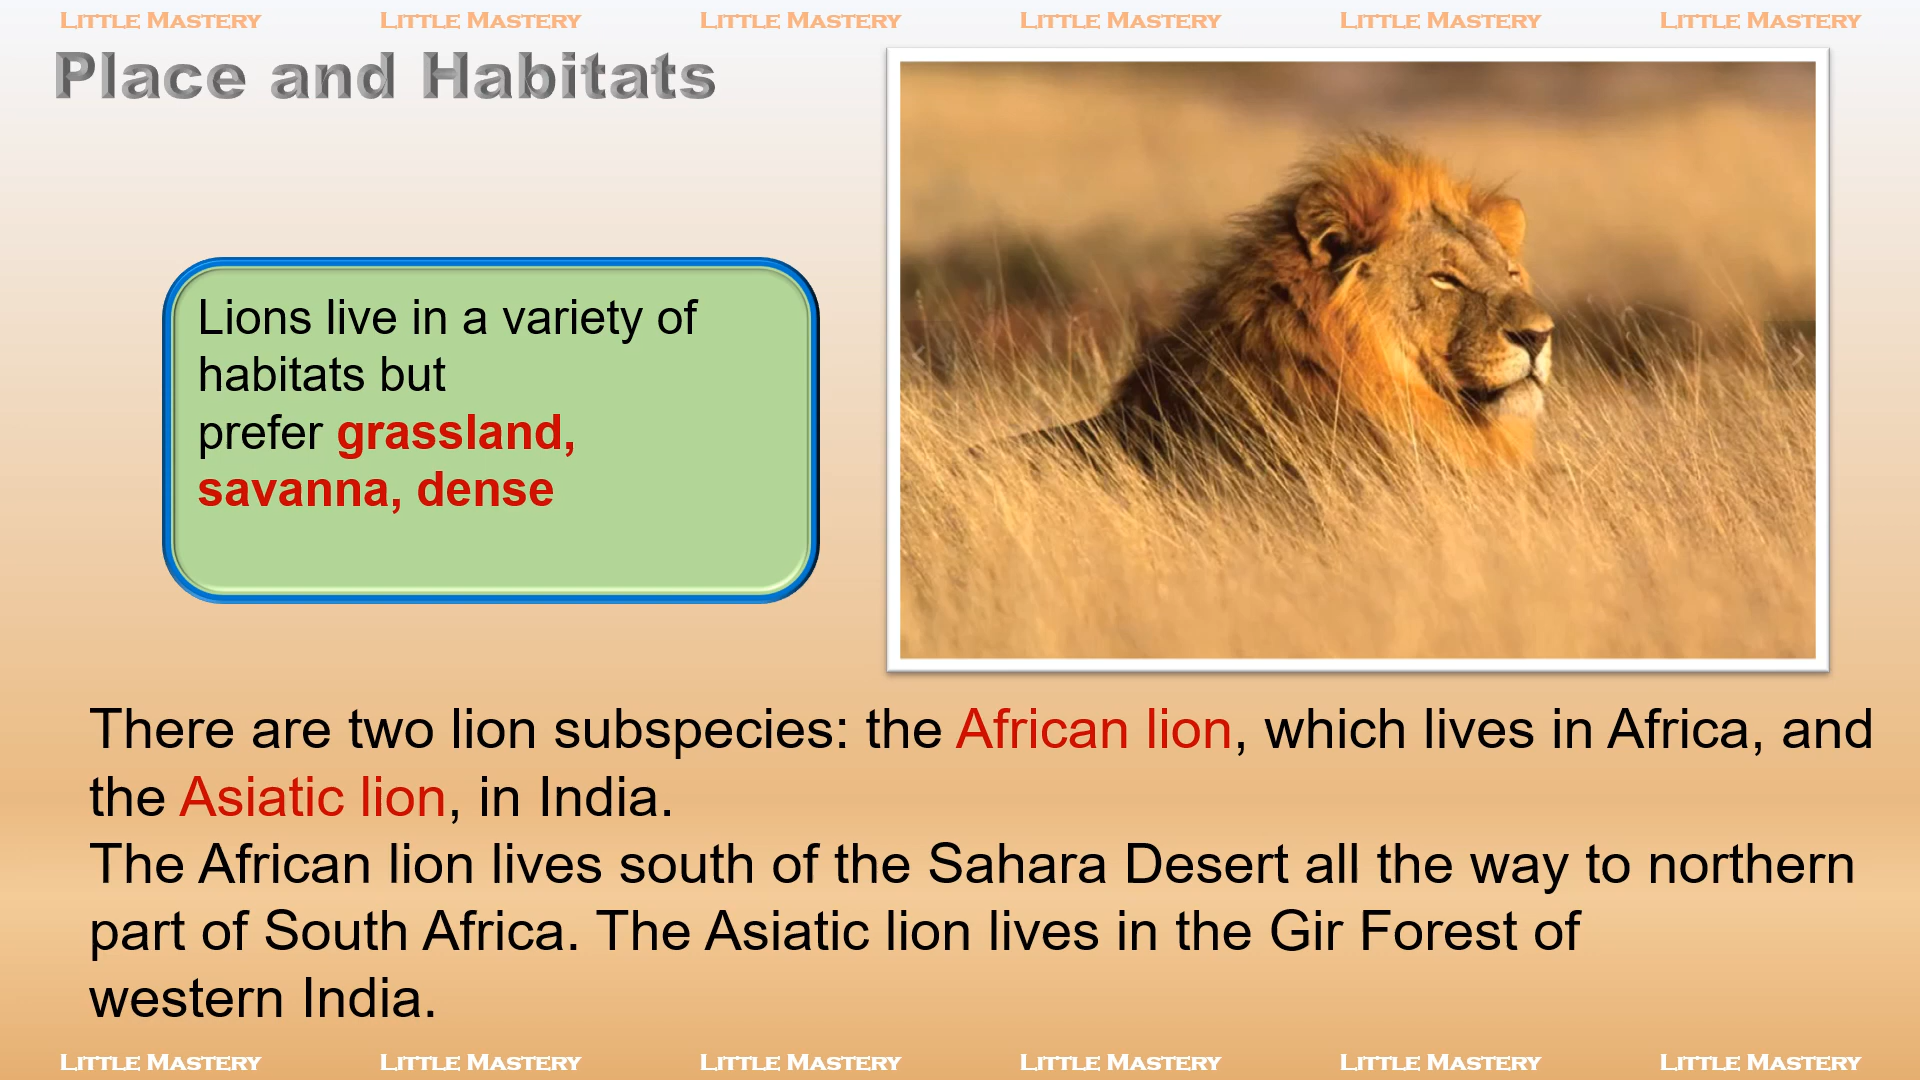 LITTLE MASTERY LITTLE MASTERY LITTLE MASTERY LITTLE MASTERY LITTLE MASTERY LITTLE MASTERY
Place and Habitats
Lions live in a variety of
habitats but
prefer grassland,
savanna, dense
There are two lion subspecies: the African lion, which lives in Africa, and
the Asiatic lion, in India.
The African lion lives south of the Sahara Desert all the way to northern
part of South Africa. The Asiatic lion lives in the Gir Forest of
western India.
LITTLE MASTERY LITTLE MASTERY LITTLE MASTERY LITTLE MASTERY LITTLE MASTERY LITTLE MASTERY